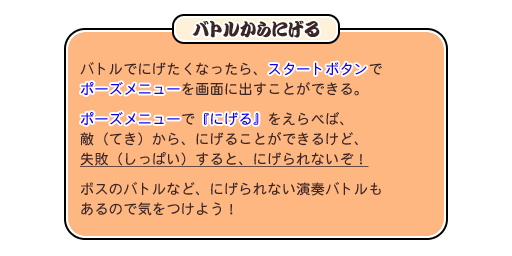 バトルからにげる
バトルでにげたくなったら、スタートボタンで
ポーズメニューを画面に出すことができる。
ポーズメニューで『にげる』をえらべば、
敵（てき）から、にげることができるけど、
失敗（しっぱい）すると、にげられないぞ！
ボスのバトルなど、にげられない演奏バトルも
あるので気をつけよう！